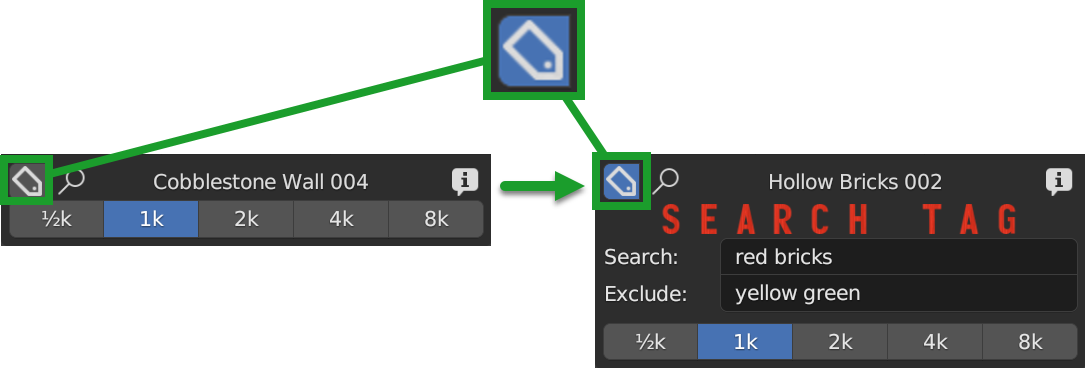 Cobblestone Wall 004
½k 1k 2k 4k 8k
Hollow Bricks 002
SEARCH TAG
Search: red bricks
Exclude: yellow green
½k 1k 2k 4k 8k